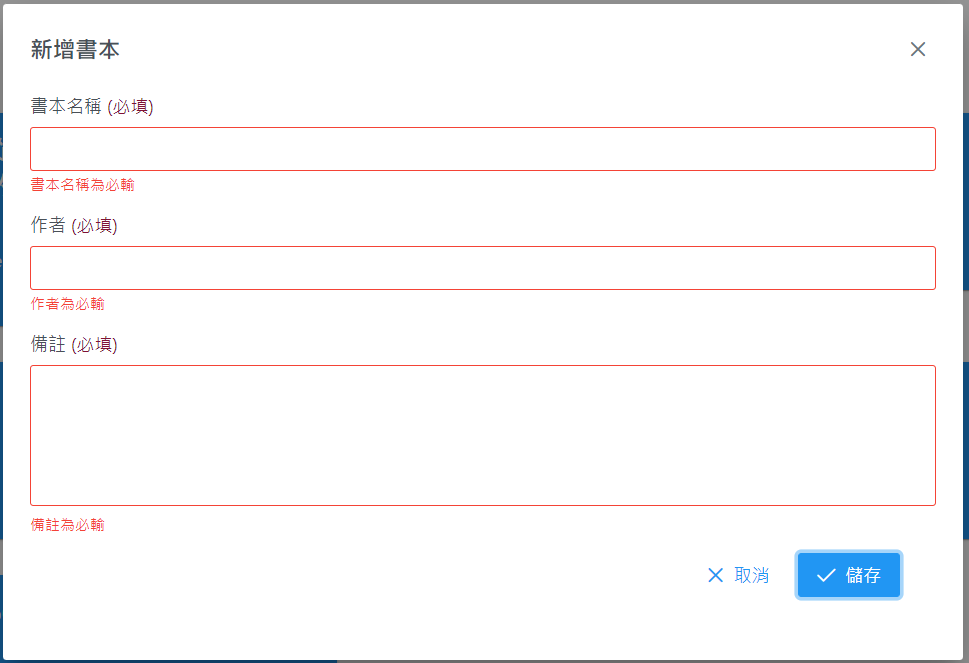 新增書本
書本名稱 (必填)
書本名稱為必輸
作者 (必填)
作者為必輸
備註 (必填)
備註為必輸
取消 儲存